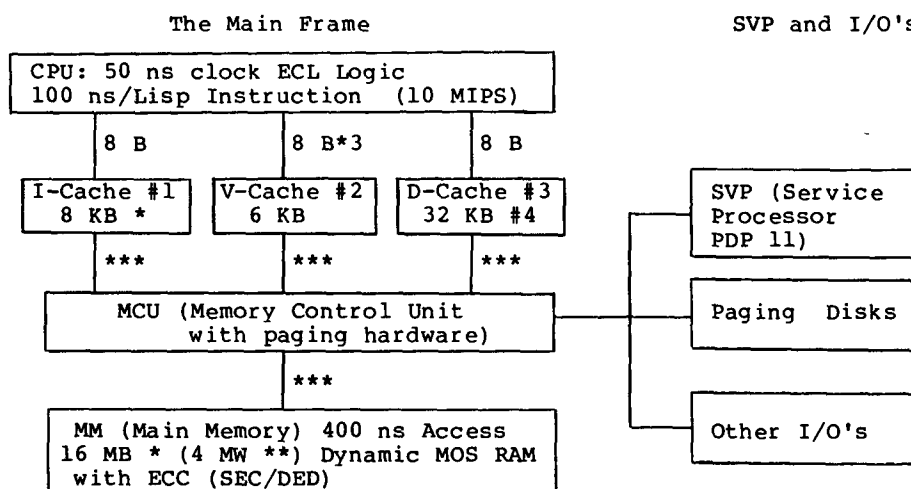 The Main Frame
SVP and I/O's
CPU: 50 ns clock ECL Logic
100 ns/Lisp Instruction (10 MIPS)
8 B
8 B*3
8 B
I-Cache #1
8 KB *
V-Cache #2
6 KB
D-Cache #3
32 KB #4
***
***
***
MCU (Memory Control Unit
with paging hardware)
***
MM (Main Memory) 400 ns Access
16 MB * (4 MW **) Dynamic MOS RAM
with ECC (SEC/DED)
SVP (Service
Processor
PDP 11)
Paging Disks
Other I/O's